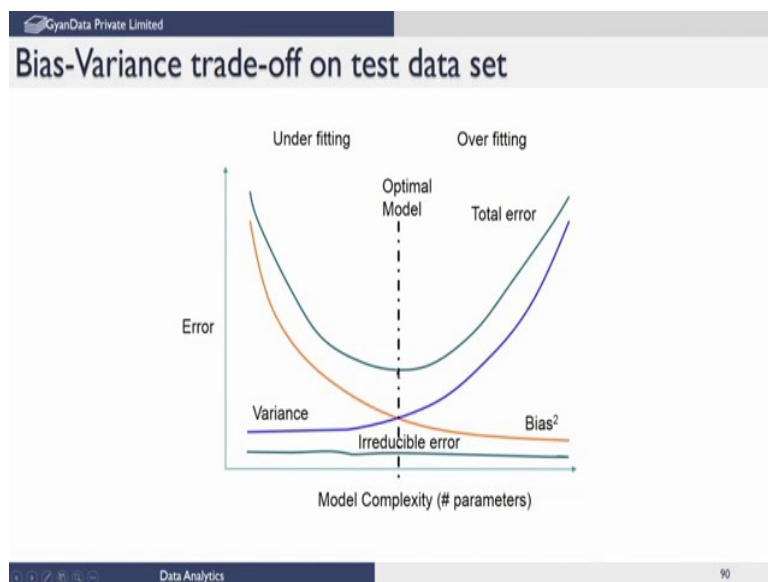 GyanData Private Limited
Bias-Variance trade-off on test data set
Under fitting
Over fitting
Optimal
Model
Total error
Error
Variance
Bias²
Irreducible error
Model Complexity (# parameters)
Data Analytics
90